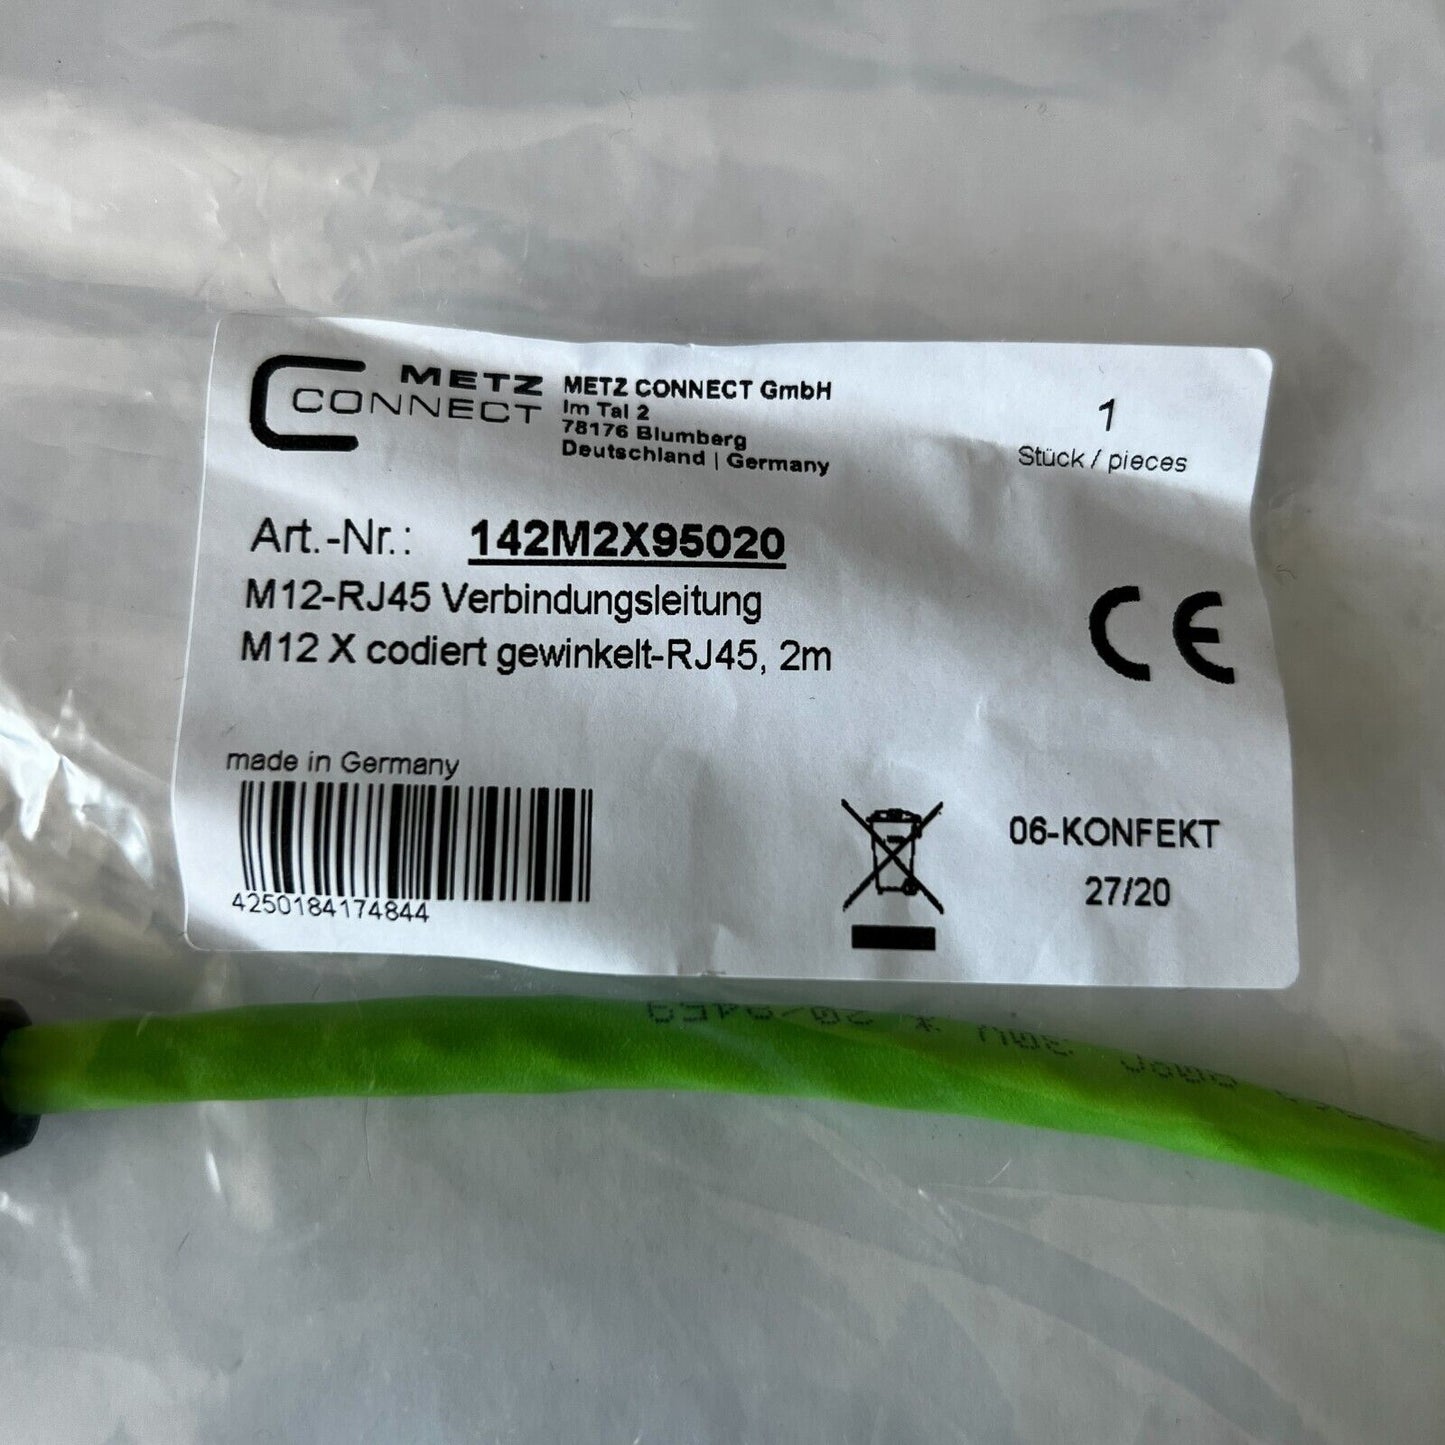 METZ CONNECT
METZ CONNECT GmbH
Im Tal 2
78176 Blumberg
Deutschland | Germany
1
Stück / pieces
Art.-Nr.: 142M2X95020
M12-RJ45 Verbindungsleitung
M12 X codiert gewinkelt-RJ45, 2m
CE
made in Germany
4250184174844
06-KONFEKT
27/20